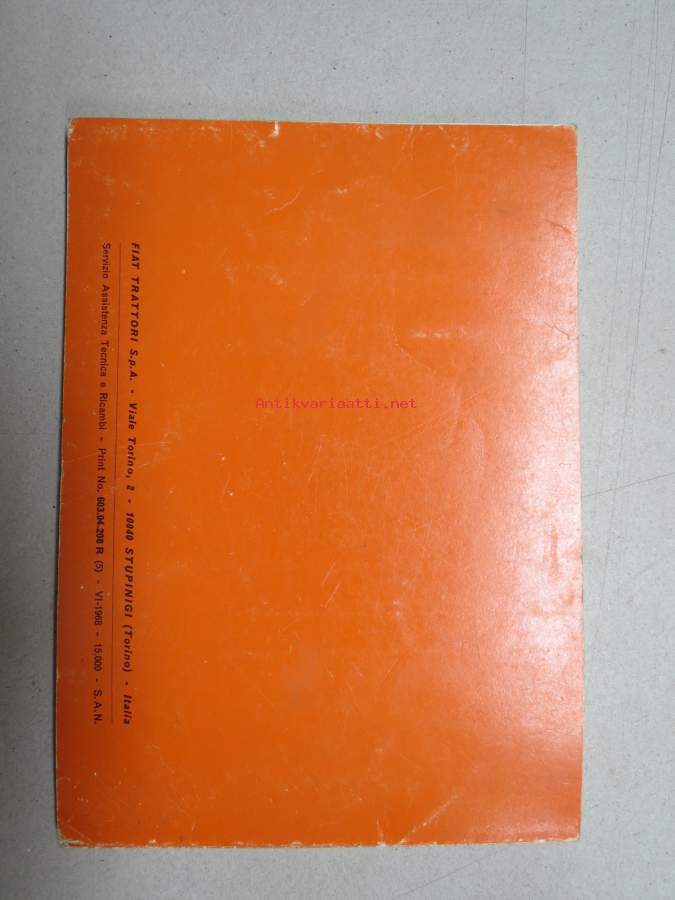 FIAT TRATTORI S.p.A. - Viale Torino, 2 - 10040 STUPINIGI (Torino) - Italia
Servizio Assistenza Tecnica e Ricambi - Print No. 603.04.208 R (5) - VI-1968 - 15.000 - S.A.N.
Antikvariaatti.net